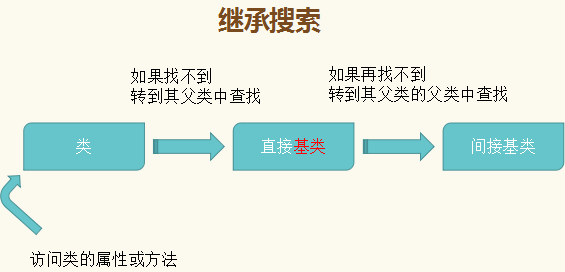 继承搜索
如果找不到
转到其父类中查找
如果再找不到
转到其父类的父类中查找
类
直接基类
间接基类
访问类的属性或方法